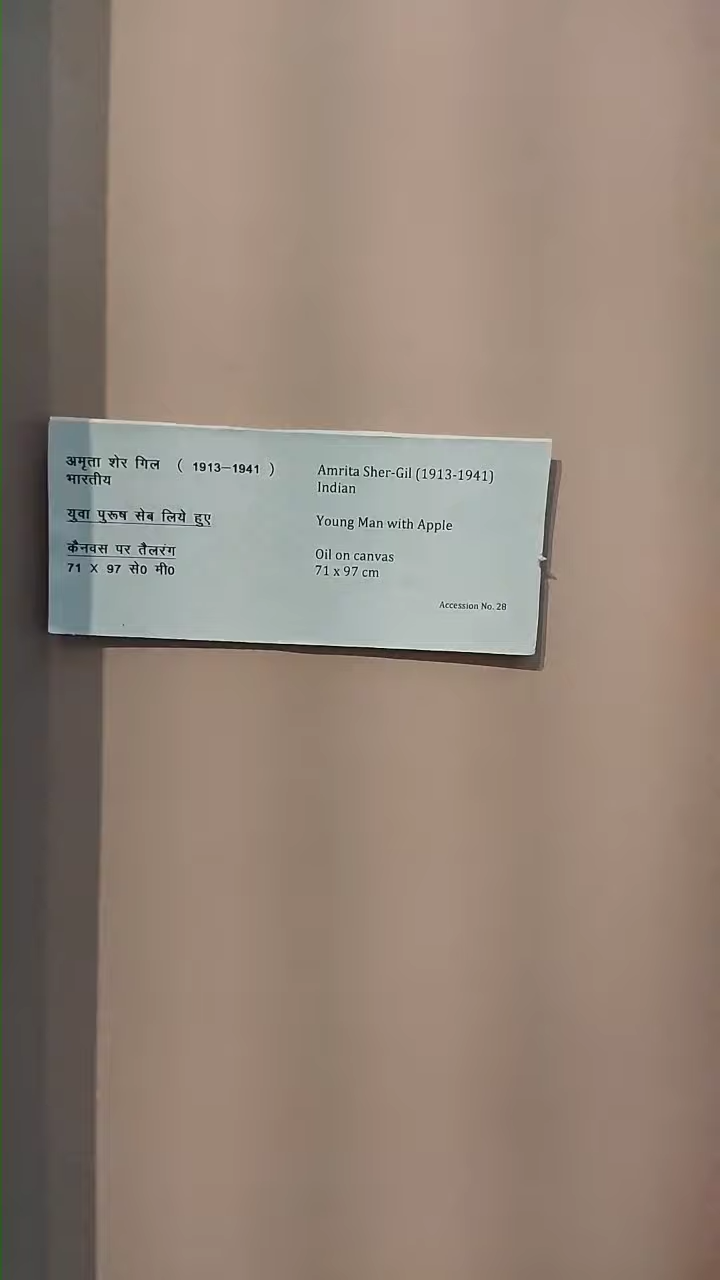 अमृता शेर गिल ( 1913–1941 )
भारतीय
युवा पुरूष सेब लिये हुए
कैनवस पर तैलरंग
71 X 97 से0 मी0
Amrita Sher-Gil (1913-1941)
Indian
Young Man with Apple
Oil on canvas
71 x 97 cm
Accession No. 28